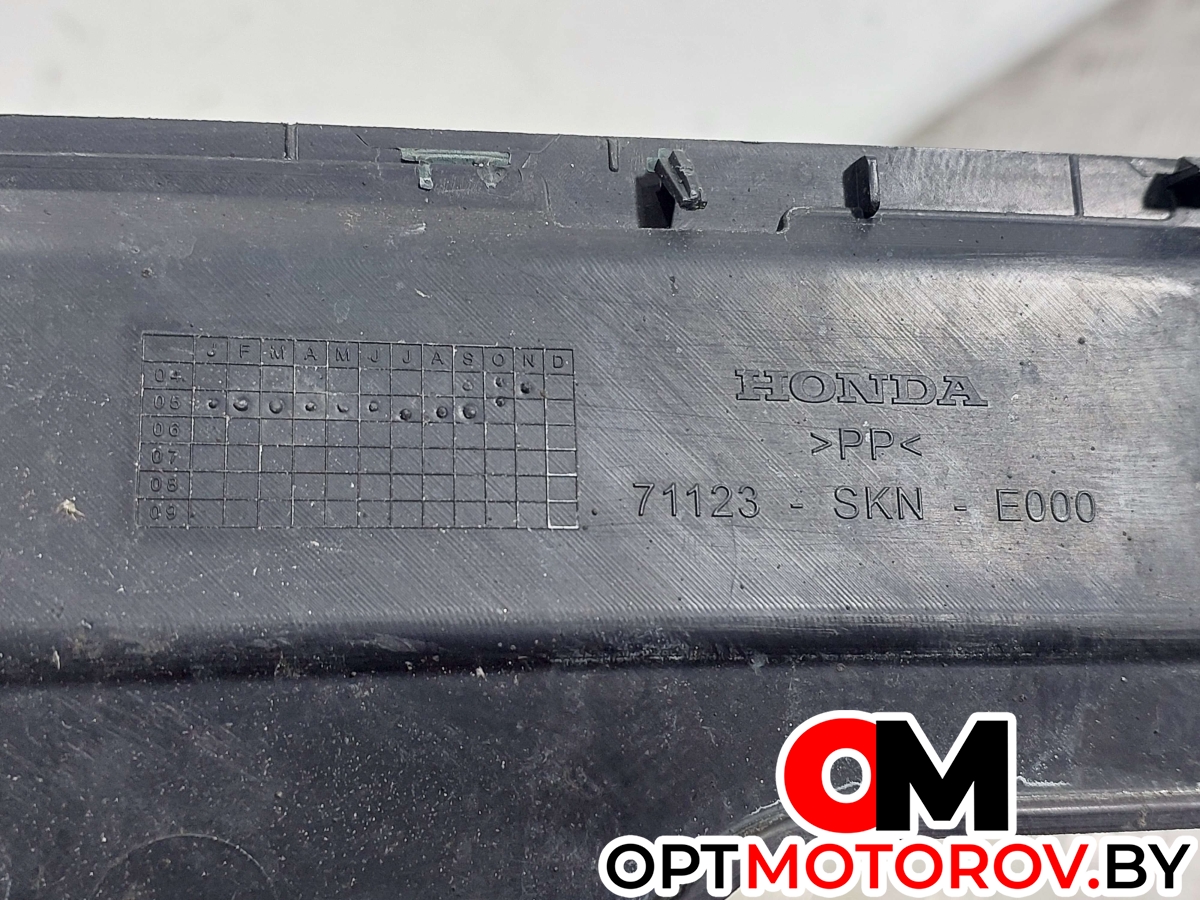 J F M A M J J A S O N D
04
05
06
07
08
09
HONDA
>PP<
71123 - SKN - E000
OM
OPTMOTOROV.BY